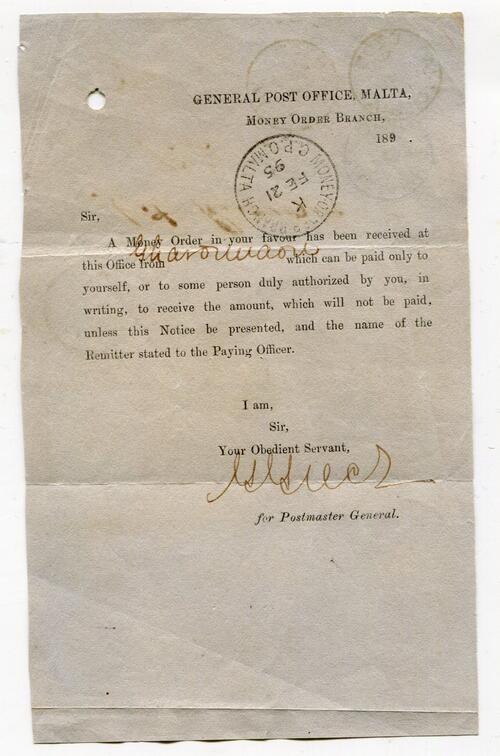 GENERAL POST OFFICE, MALTA,
MONEY ORDER BRANCH,
189 .
MONEY ORDER BRANCH G.P.O. MALTA
K
FE 21
95
Sir,
A Money Order in your favour has been received at
this Office from which can be paid only to
yourself, or to some person duly authorized by you, in
writing, to receive the amount, which will not be paid,
unless this Notice be presented, and the name of the
Remitter stated to the Paying Officer.
I am,
Sir,
Your Obedient Servant,
for Postmaster General.